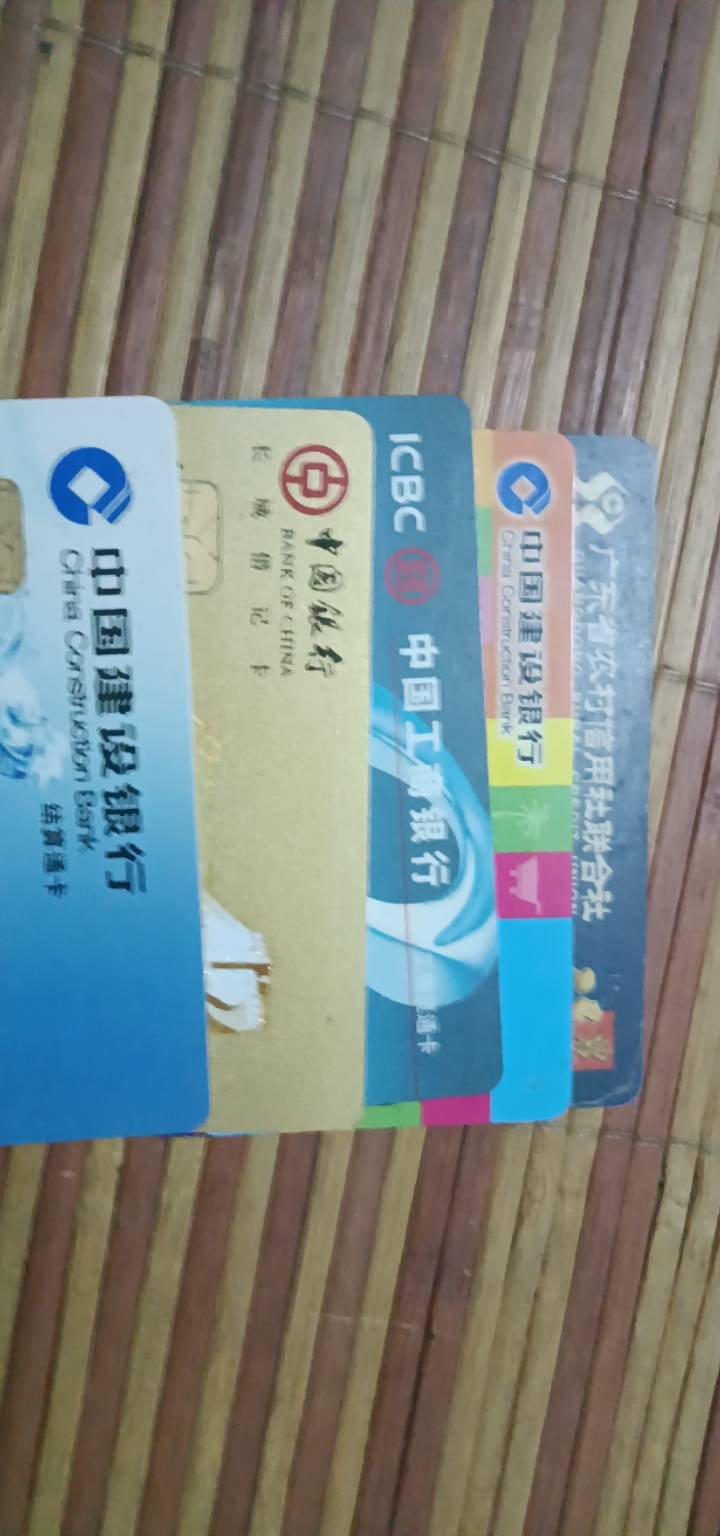 中国建设银行
China Construction Bank
结算通卡
中国银行
BANK OF CHINA
长城借记卡
ICBC 中国工商银行
通卡
中国建设银行
China Construction Bank
广东省农村信用社联合社